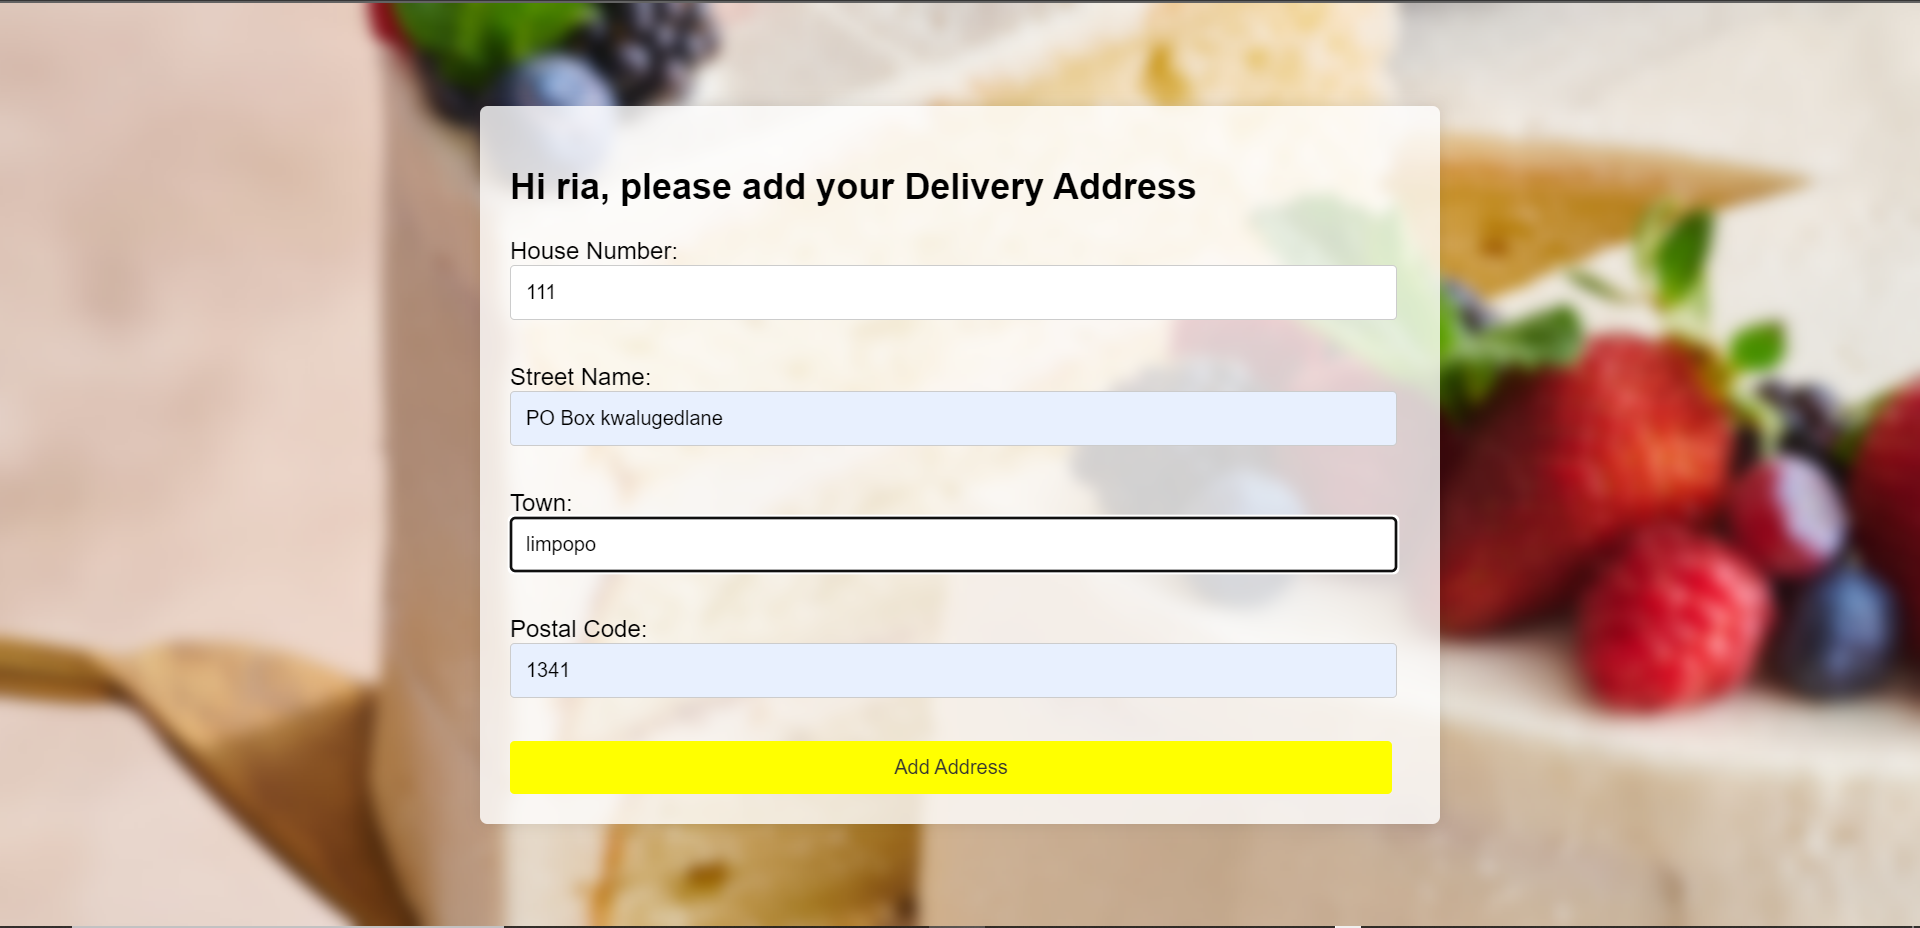 Hi ria, please add your Delivery Address
House Number:
111
Street Name:
PO Box kwalugedlane
Town:
limpopo
Postal Code:
1341
Add Address